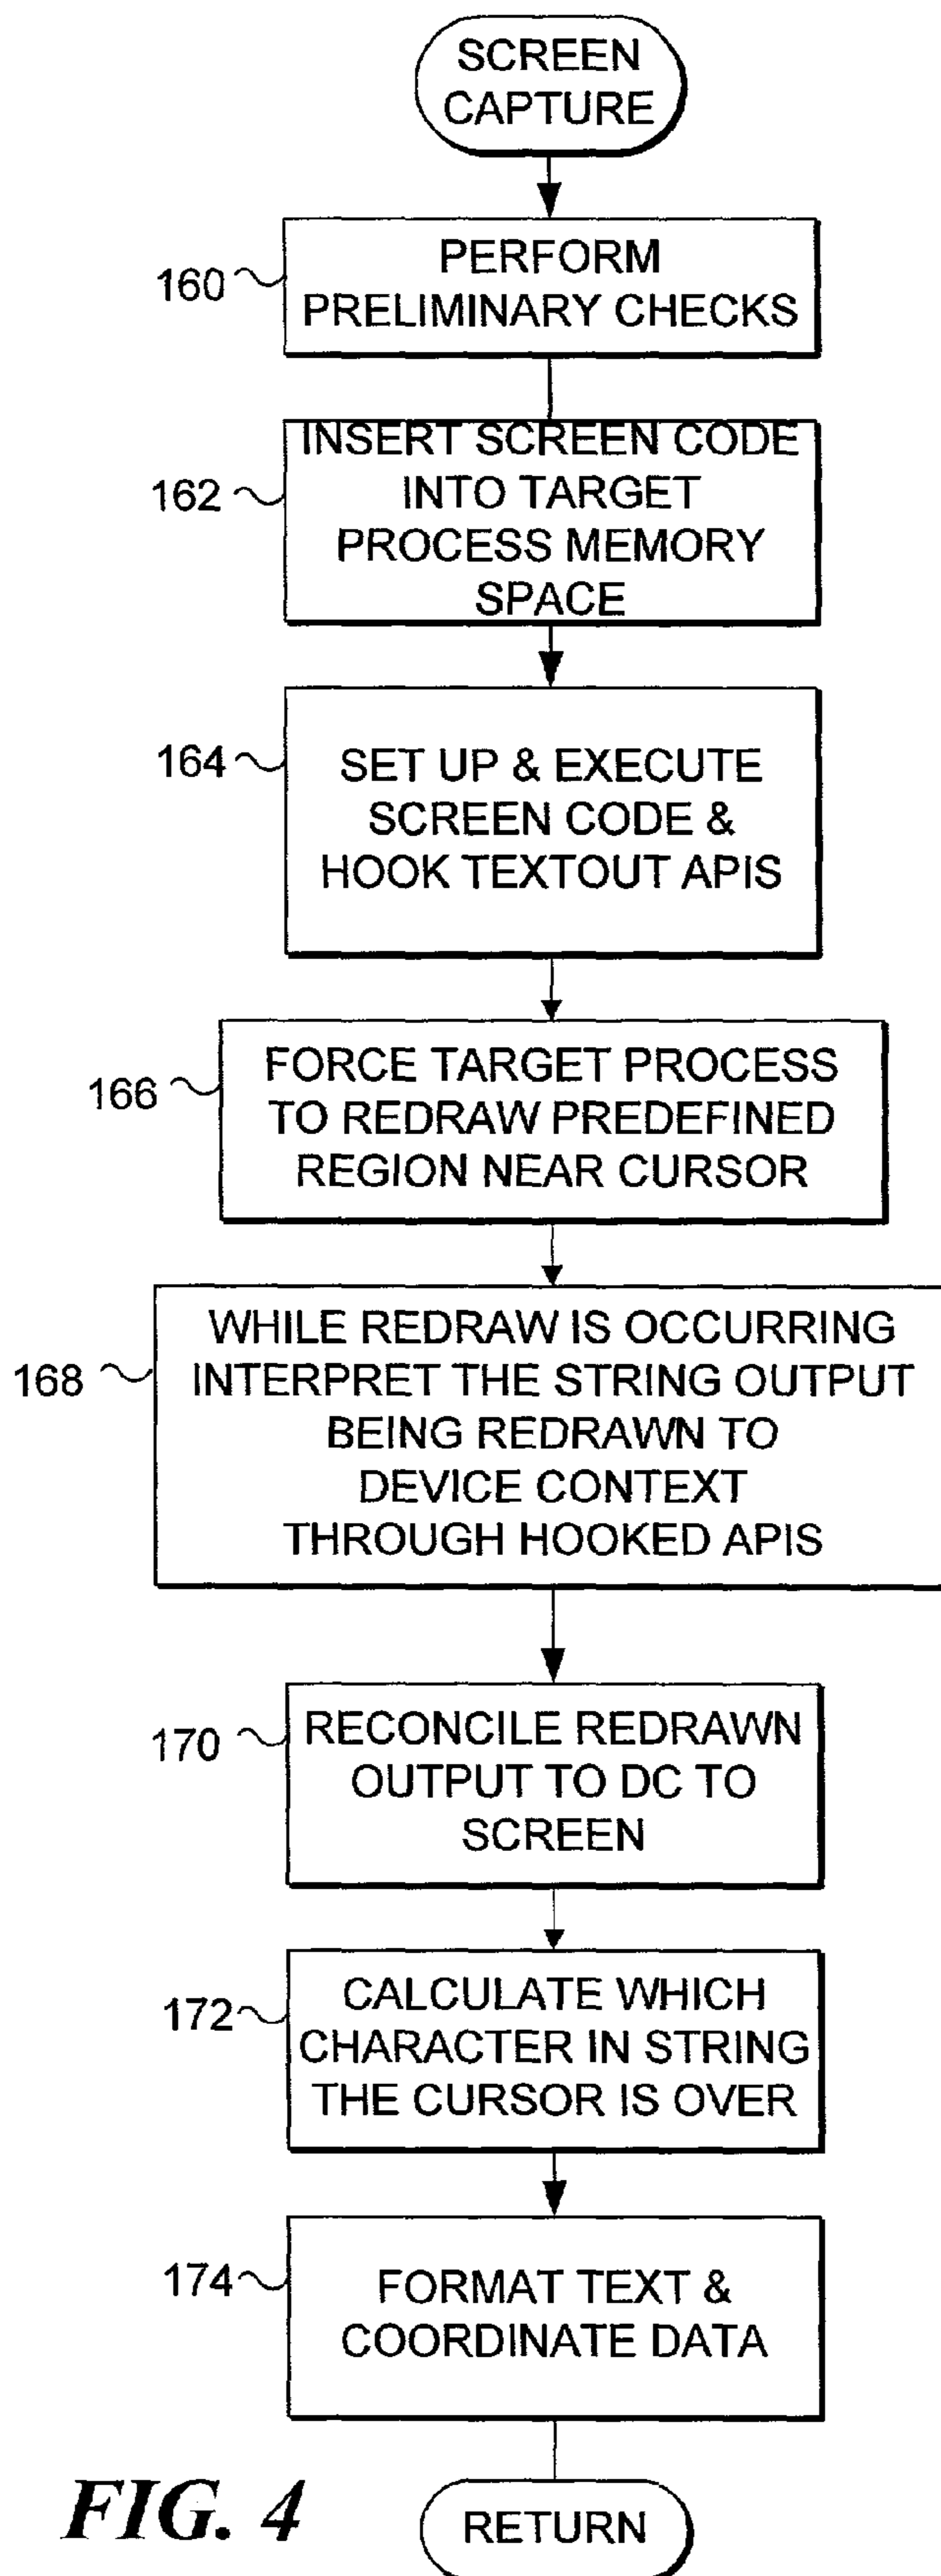 SCREEN
CAPTURE
160
PERFORM
PRELIMINARY CHECKS
162
INSERT SCREEN CODE
INTO TARGET
PROCESS MEMORY
SPACE
164
SET UP & EXECUTE
SCREEN CODE &
HOOK TEXTOUT APIS
166
FORCE TARGET PROCESS
TO REDRAW PREDEFINED
REGION NEAR CURSOR
168
WHILE REDRAW IS OCCURRING
INTERPRET THE STRING OUTPUT
BEING REDRAWN TO
DEVICE CONTEXT
THROUGH HOOKED APIS
170
RECONCILE REDRAWN
OUTPUT TO DC TO
SCREEN
172
CALCULATE WHICH
CHARACTER IN STRING
THE CURSOR IS OVER
174
FORMAT TEXT &
COORDINATE DATA
RETURN
FIG. 4